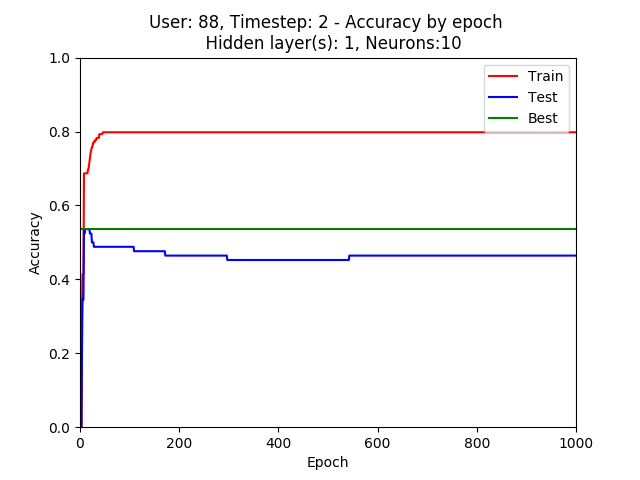 User: 88, Timestep: 2 - Accuracy by epoch
Hidden layer(s): 1, Neurons:10
1.0
0.8
0.6
0.4
0.2
0.0
Accuracy
Train
Test
Best
0 200 400 600 800 1000
Epoch